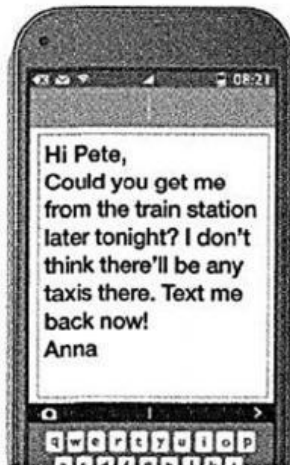 08:21
Hi Pete,
Could you get me
from the train station
later tonight? I don't
think there'll be any
taxis there. Text me
back now!
Anna
q w e r t y u i o p